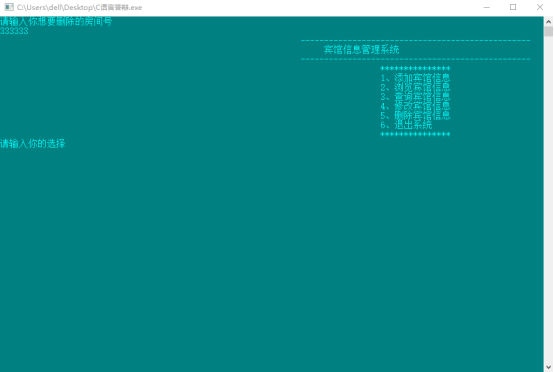 C:\Users\dell\Desktop\C语言答辩.exe
请输入你想要删除的房间号
333333
-------------------------------------------------
宾馆信息管理系统
-------------------------------------------------
***************
1、添加宾馆信息
2、浏览宾馆信息
3、查询宾馆信息
4、修改宾馆信息
5、删除宾馆信息
6、退出系统
***************
请输入你的选择